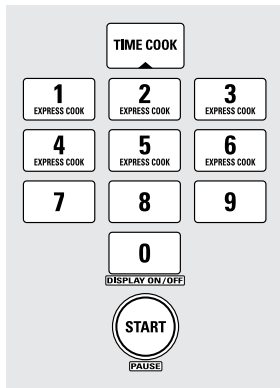 TIME COOK
1 2 3
EXPRESS COOK EXPRESS COOK EXPRESS COOK
4 5 6
EXPRESS COOK EXPRESS COOK EXPRESS COOK
7 8 9
0
DISPLAY ON/OFF
START
PAUSE